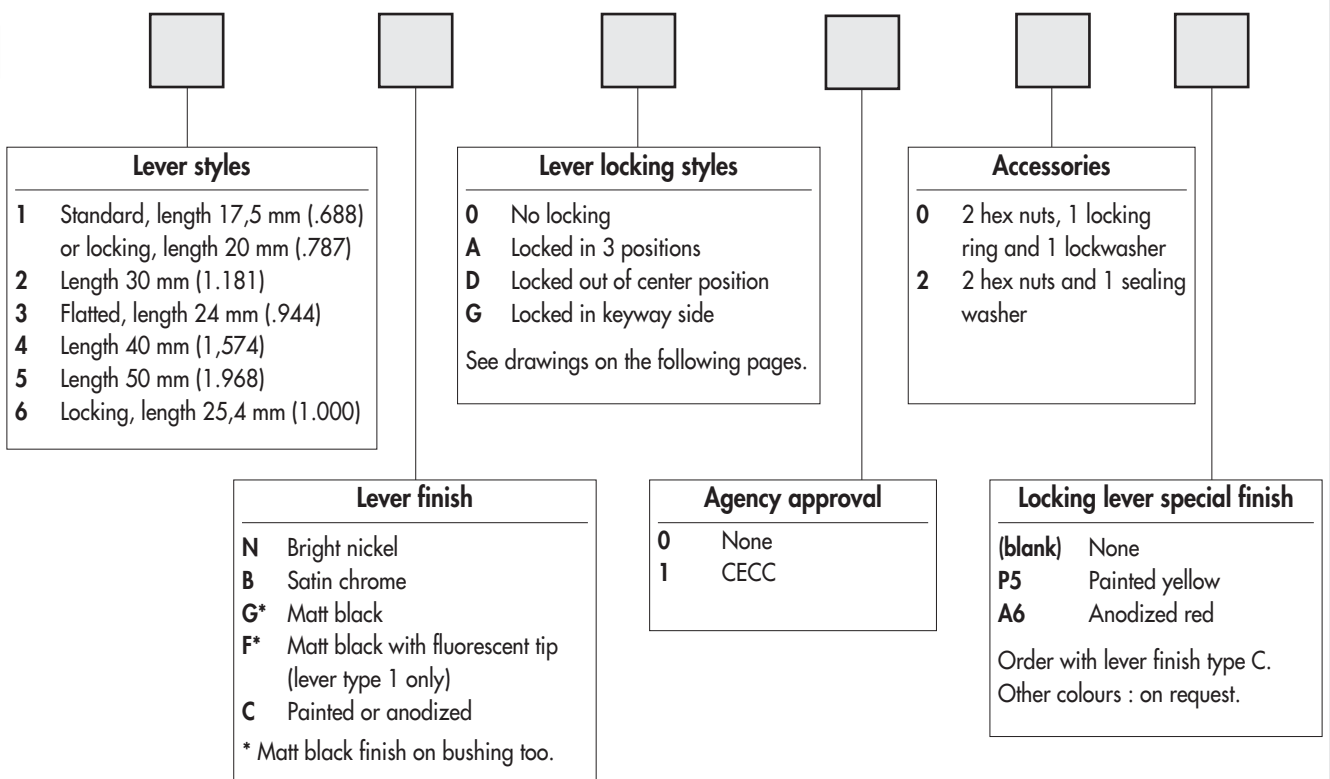 Lever styles
1 Standard, length 17,5 mm (.688)
or locking, length 20 mm (.787)
2 Length 30 mm (1.181)
3 Flatted, length 24 mm (.944)
4 Length 40 mm (1,574)
5 Length 50 mm (1.968)
6 Locking, length 25,4 mm (1.000)
Lever locking styles
0 No locking
A Locked in 3 positions
D Locked out of center position
G Locked in keyway side
See drawings on the following pages.
Accessories
0 2 hex nuts, 1 locking
ring and 1 lockwasher
2 2 hex nuts and 1 sealing
washer
Lever finish
N Bright nickel
B Satin chrome
G* Matt black
F* Matt black with fluorescent tip
(lever type 1 only)
C Painted or anodized
* Matt black finish on bushing too.
Agency approval
0 None
1 CECC
Locking lever special finish
(blank) None
P5 Painted yellow
A6 Anodized red
Order with lever finish type C.
Other colours : on request.